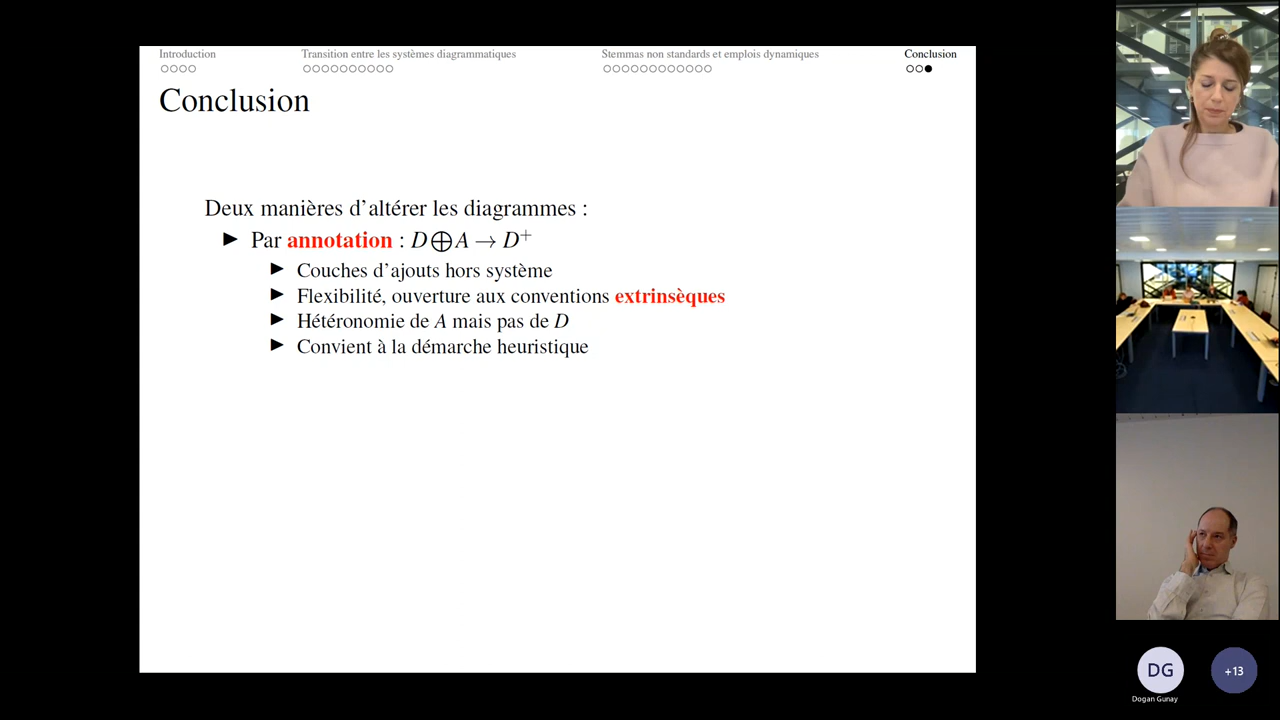 Introduction
Transition entre les systèmes diagrammatiques
Stemmas non standards et emplois dynamiques
Conclusion
Conclusion
Deux manières d'altérer les diagrammes :
▶ Par annotation : D⊕A → D⁺
▶ Couches d'ajouts hors système
▶ Flexibilité, ouverture aux conventions extrinsèques
▶ Hétéronomie de A mais pas de D
▶ Convient à la démarche heuristique
DG
Dogan Gunay
+13